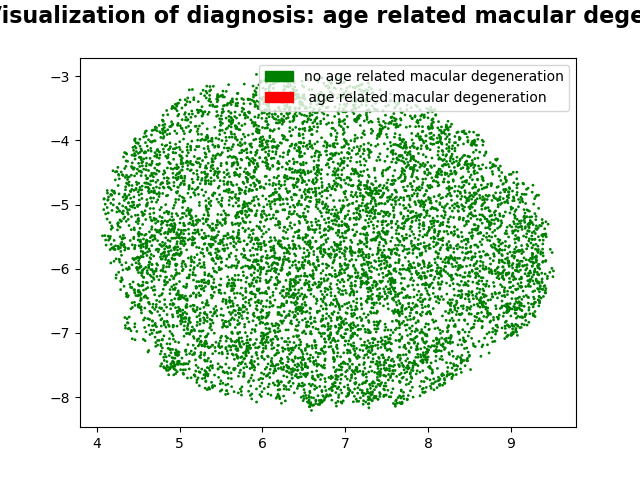 Visualization of diagnosis: age related macular dege
no age related macular degeneration
age related macular degeneration
−3
−4
−5
−6
−7
−8
4 5 6 7 8 9